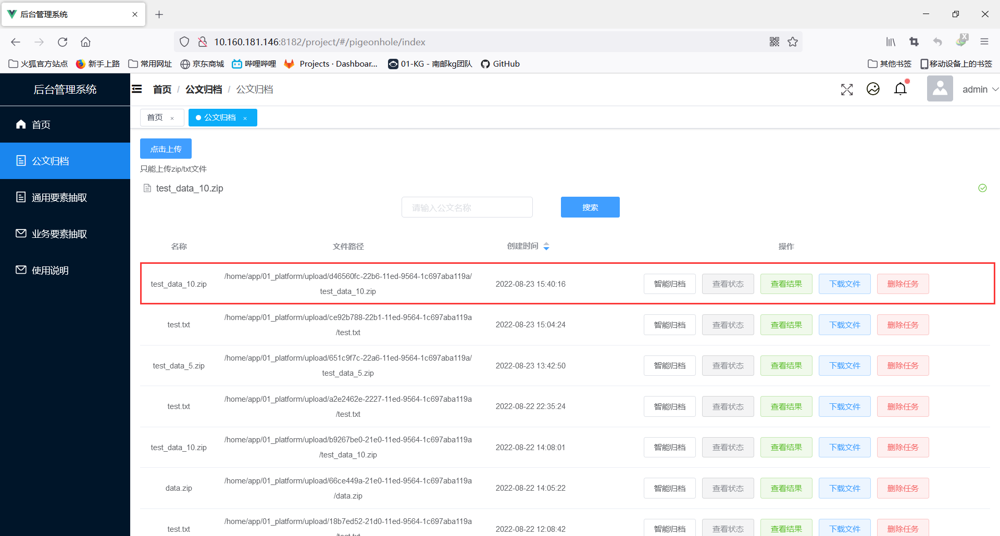 后台管理系统
10.160.181.146:8182/project/#/pigeonhole/index
火狐官方站点 新手上路 常用网址 京东商城 哔哩哔哩 Projects · Dashboar... 01-KG - 南邮kg团队 GitHub 其他书签 移动设备上的书签
后台管理系统
首页 / 公文归档 / 公文归档
admin
首页
公文归档
通用要素抽取
业务要素抽取
使用说明
首页 × 公文归档 ×
点击上传
只能上传zip/txt文件
test_data_10.zip
请输入公文名称 搜索
名称 文件路径 创建时间 操作
test_data_10.zip /home/app/01_platform/upload/d46560fc-22b6-11ed-9564-1c697aba119a/
test_data_10.zip 2022-08-23 15:40:16 智能归档 查看状态 查看结果 下载文件 删除任务
test.txt /home/app/01_platform/upload/ce92b788-22b1-11ed-9564-1c697aba119a
/test.txt 2022-08-23 15:04:24 智能归档 查看状态 查看结果 下载文件 删除任务
test_data_5.zip /home/app/01_platform/upload/651c9f7c-22a6-11ed-9564-1c697aba119a/
test_data_5.zip 2022-08-23 13:42:50 智能归档 查看状态 查看结果 下载文件 删除任务
test.txt /home/app/01_platform/upload/a2e2462e-2227-11ed-9564-1c697aba119a
/test.txt 2022-08-22 22:35:24 智能归档 查看状态 查看结果 下载文件 删除任务
test_data_10.zip /home/app/01_platform/upload/b9267be0-21e0-11ed-9564-1c697aba119a
/test_data_10.zip 2022-08-22 14:08:01 智能归档 查看状态 查看结果 下载文件 删除任务
data.zip /home/app/01_platform/upload/66ce449a-21e0-11ed-9564-1c697aba119a
/data.zip 2022-08-22 14:05:22 智能归档 查看状态 查看结果 下载文件 删除任务
test.txt /home/app/01_platform/upload/18b7ed52-21d0-11ed-9564-1c697aba119a
2022-08-22 12:08:42 智能归档 查看状态 查看结果 下载文件 删除任务